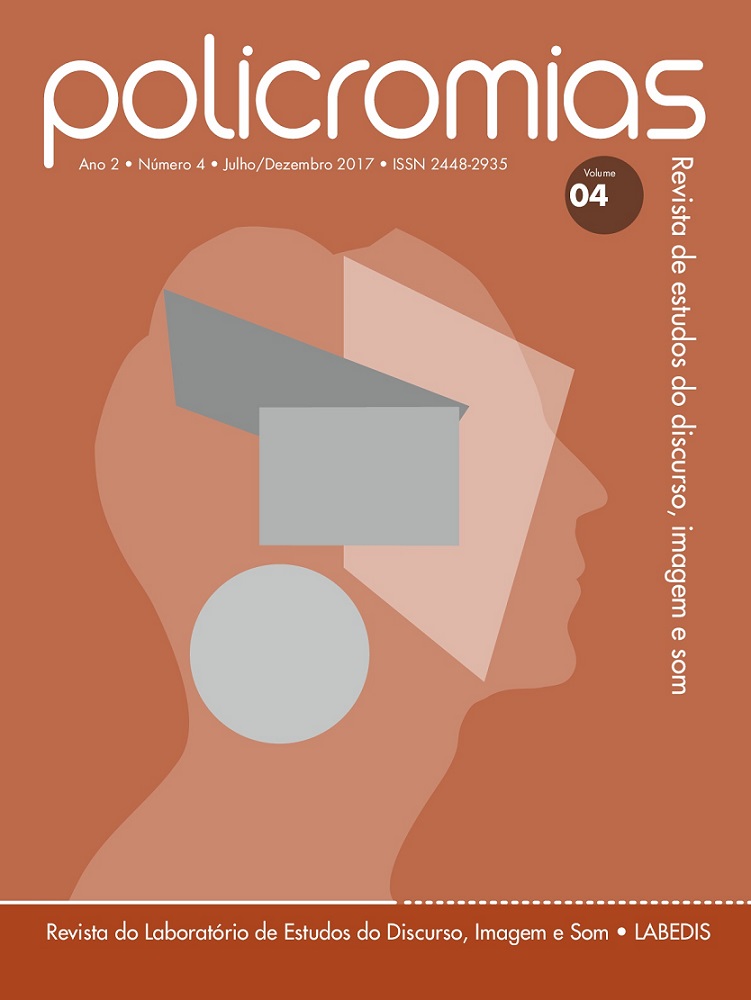 policromias
Ano 2 • Número 4 • Julho/Dezembro 2017 • ISSN 2448-2935
Volume
04
Revista de estudos do discurso, imagem e som
Revista do Laboratório de Estudos do Discurso, Imagem e Som • LABEDIS